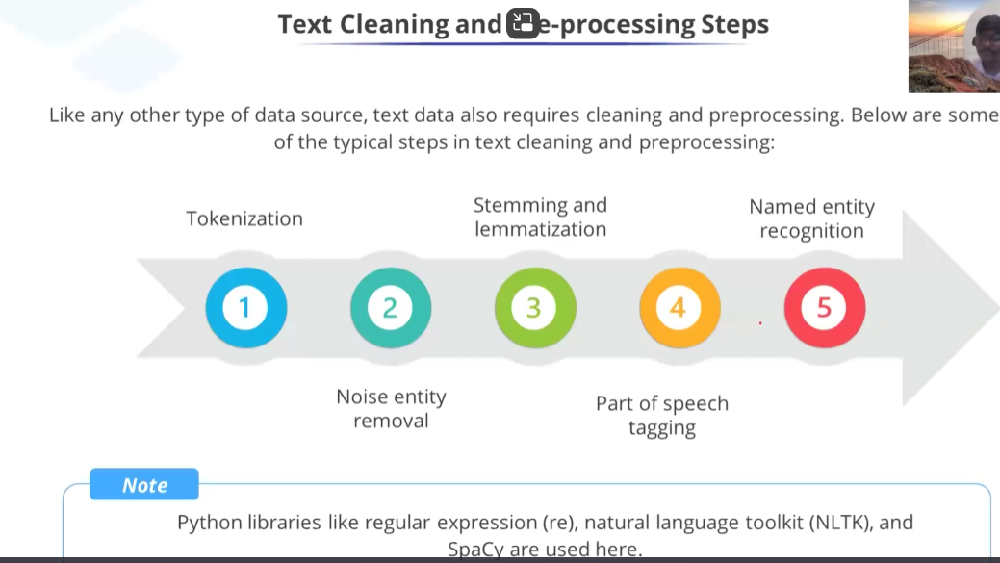 Text Cleaning and e-processing Steps
Like any other type of data source, text data also requires cleaning and preprocessing. Below are some
of the typical steps in text cleaning and preprocessing:
Tokenization
Stemming and
lemmatization
Named entity
recognition
1
2
3
4
5
Noise entity
removal
Part of speech
tagging
Note
Python libraries like regular expression (re), natural language toolkit (NLTK), and
SpaCy are used here.